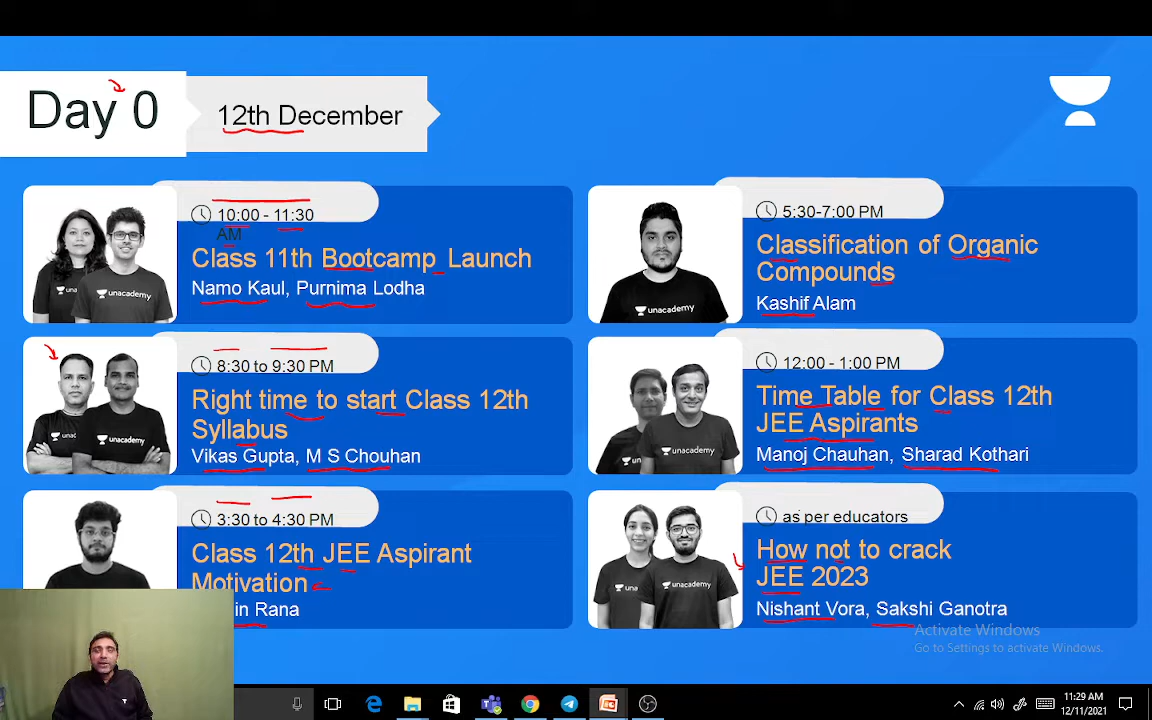 Day 0
12th December
10:00 - 11:30
AM
Class 11th Bootcamp Launch
Namo Kaul, Purnima Lodha
unacademy
5:30-7:00 PM
Classification of Organic
Compounds
Kashif Alam
unacademy
8:30 to 9:30 PM
Right time to start Class 12th
Syllabus
Vikas Gupta, M S Chouhan
unacademy
12:00 - 1:00 PM
Time Table for Class 12th
JEE Aspirants
Manoj Chauhan, Sharad Kothari
unacademy
3:30 to 4:30 PM
Class 12th JEE Aspirant
Motivation
Rana
as per educators
How not to crack
JEE 2023
Nishant Vora, Sakshi Ganotra
unacademy
Activate Windows
Go to Settings to activate Windows.
11:29 AM
12/11/2021